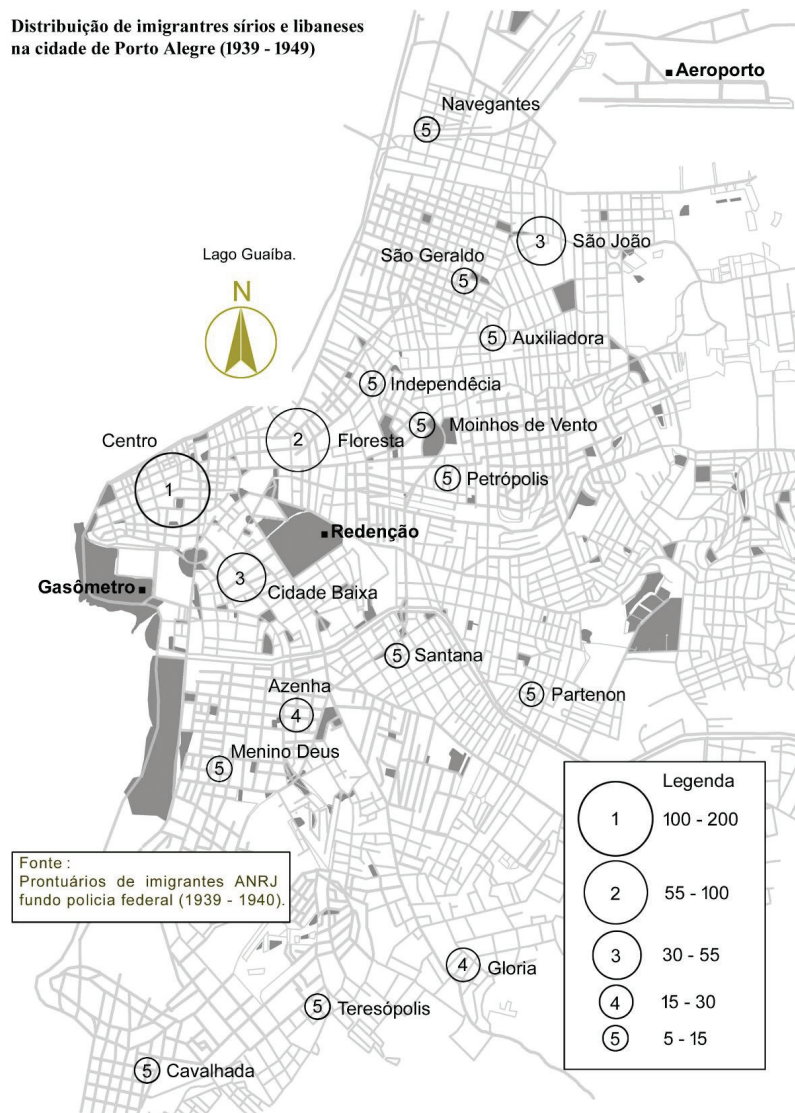 Distribuição de imigrantres sírios e libaneses
na cidade de Porto Alegre (1939 - 1949)
Aeroporto
Navegantes
5
3
São João
São Geraldo
5
Lago Guaíba.
N
5
Auxiliadora
5
Independêcia
5
Moinhos de Vento
Centro
2
Floresta
1
5
Petrópolis
Redenção
3
Cidade Baixa
Gasômetro
5
Santana
Azenha
4
5
Partenon
Menino Deus
5
Legenda
1
100 - 200
2
55 - 100
3
30 - 55
4
15 - 30
5
5 - 15
Fonte :
Prontuários de imigrantes ANRJ
fundo policia federal (1939 - 1940).
4
Gloria
5
Teresópolis
5
Cavalhada